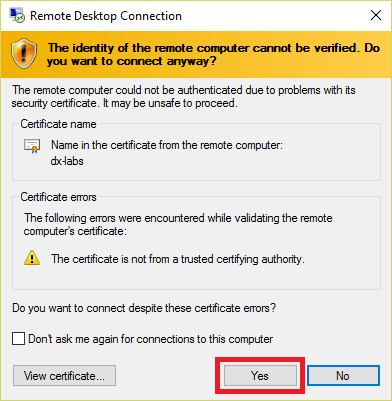 Remote Desktop Connection
The identity of the remote computer cannot be verified. Do
you want to connect anyway?
The remote computer could not be authenticated due to problems with its
security certificate. It may be unsafe to proceed.
Certificate name
Name in the certificate from the remote computer:
dx-labs
Certificate errors
The following errors were encountered while validating the remote
computer's certificate:
The certificate is not from a trusted certifying authority.
Do you want to connect despite these certificate errors?
Don't ask me again for connections to this computer
View certificate...
Yes
No